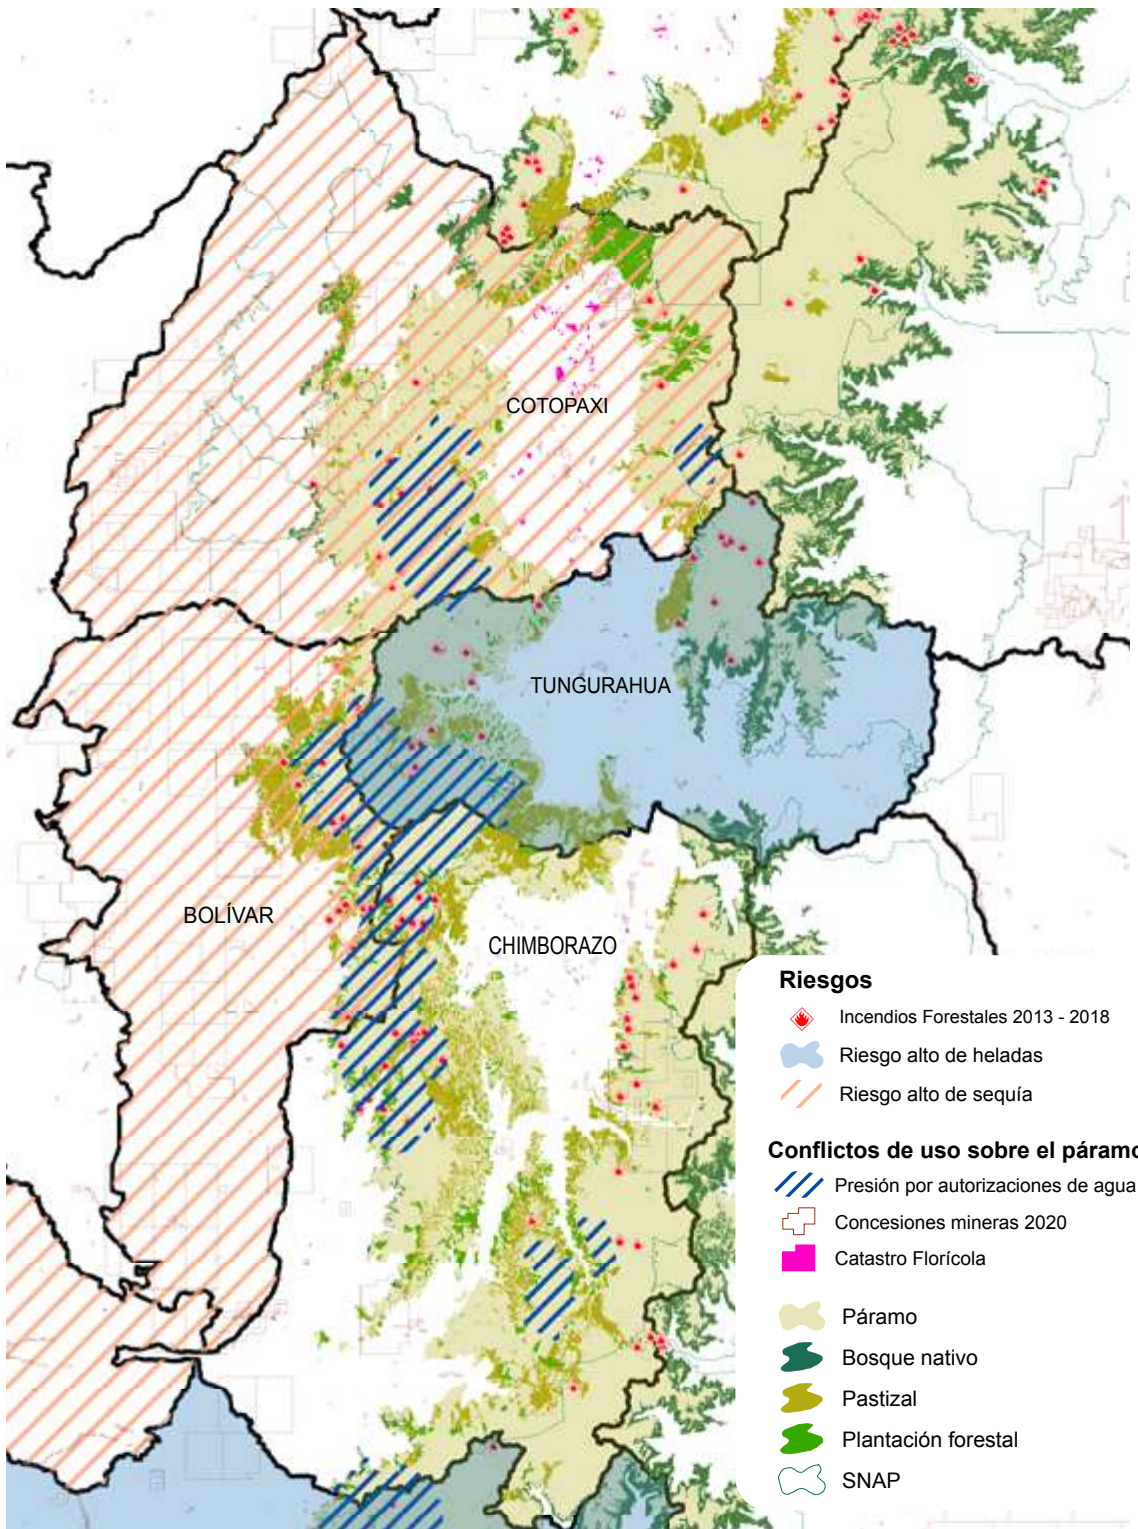 COTOPAXI
TUNGURAHUA
BOLÍVAR
CHIMBORAZO
Riesgos
Incendios Forestales 2013 - 2018
Riesgo alto de heladas
Riesgo alto de sequía
Conflictos de uso sobre el páramo
Presión por autorizaciones de agua
Concesiones mineras 2020
Catastro Florícola
Páramo
Bosque nativo
Pastizal
Plantación forestal
SNAP